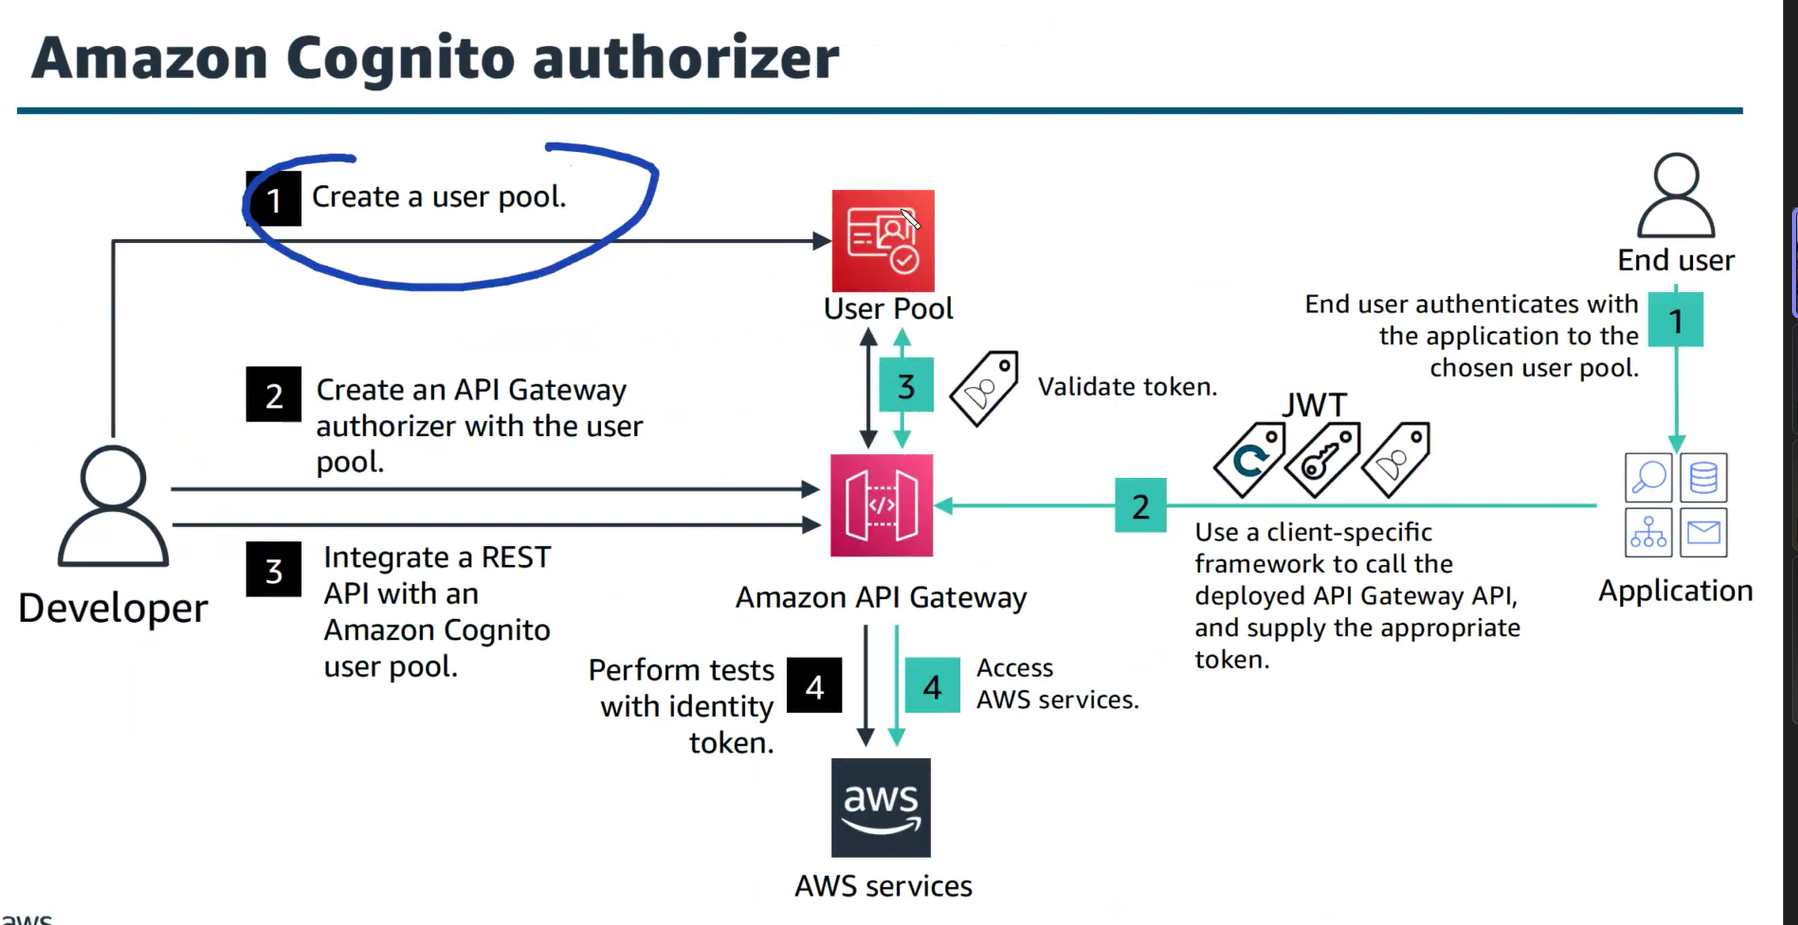 Amazon Cognito authorizer
1
Create a user pool.
User Pool
End user
End user authenticates with
the application to the
chosen user pool.
1
2
Create an API Gateway
authorizer with the user
pool.
3
Validate token.
JWT
2
Use a client-specific
framework to call the
deployed API Gateway API,
and supply the appropriate
token.
Application
Developer
3
Integrate a REST
API with an
Amazon Cognito
user pool.
</>
Amazon API Gateway
Perform tests
with identity
token.
4
4
Access
AWS services.
aws
AWS services
aws